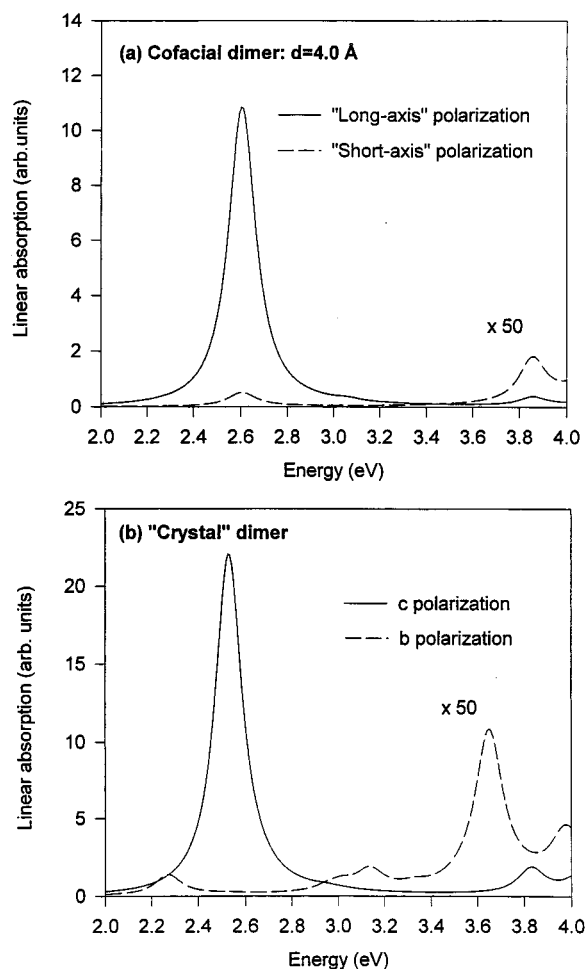 14
(a) Cofacial dimer: d=4.0 Å
12
"Long-axis" polarization
10
"Short-axis" polarization
8
6
4
x 50
2
0
Linear absorption (arb.units)
2.0 2.2 2.4 2.6 2.8 3.0 3.2 3.4 3.6 3.8 4.0
Energy (eV)
25
(b) "Crystal" dimer
20
c polarization
b polarization
15
x 50
10
5
0
Linear absorption (arb. units)
2.0 2.2 2.4 2.6 2.8 3.0 3.2 3.4 3.6 3.8 4.0
Energy (eV)